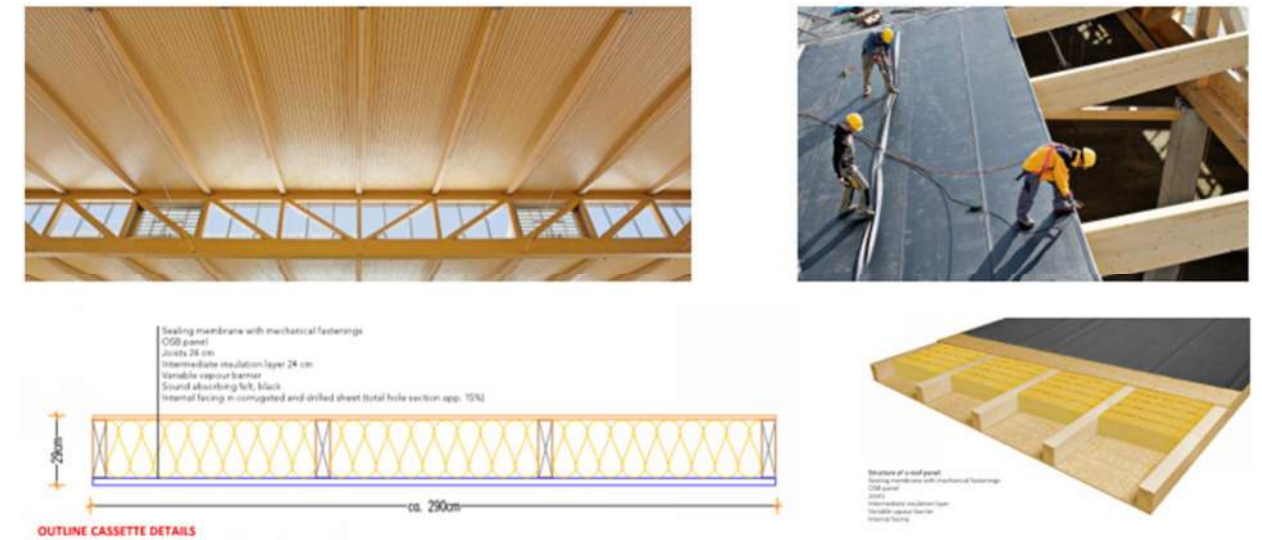 Sealing membrane with mechanical fastenings
OSB panel
Joists 24 cm
Intermediate insulation layer 24 cm
Variable vapour barrier
Sound absorbing felt, black
Internal facing in corrugated and drilled sheet (total hole section app. 15%)
29cm
ca. 290cm
OUTLINE CASSETTE DETAILS
Structure of a roof panel:
Sealing membrane with mechanical fastenings
OSB panel
Joists
Intermediate insulation layer
Variable vapour barrier
Internal facing